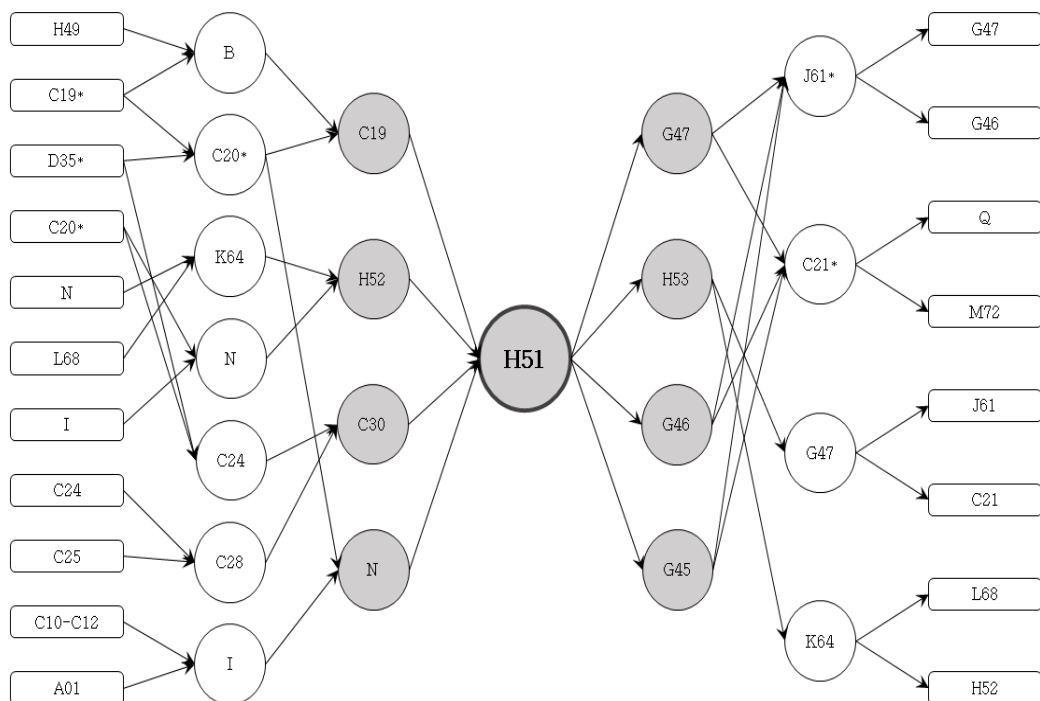 H49
C19*
D35*
C20*
N
L68
I
C24
C25
C10-C12
A01
B
C20*
K64
N
C24
C28
I
C19
H52
C30
N
H51
G47
H53
G46
G45
J61*
C21*
G47
K64
G47
G46
Q
M72
J61
C21
L68
H52